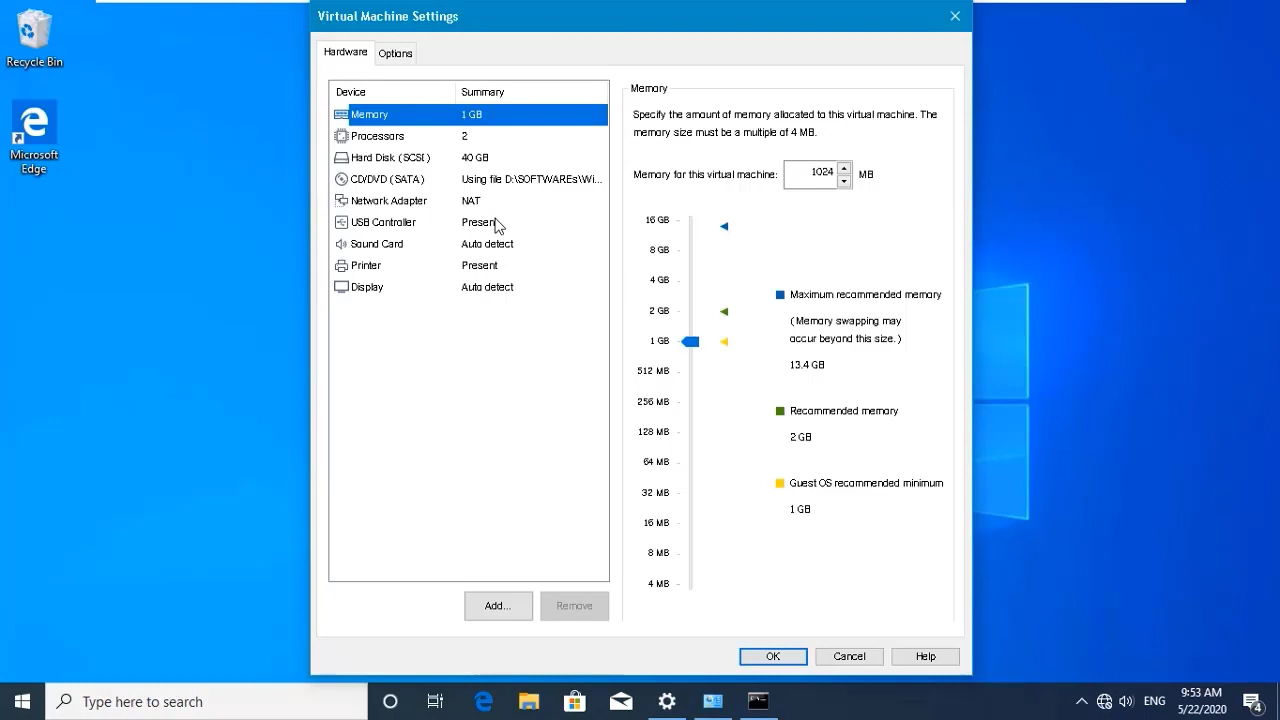 Virtual Machine Settings
Recycle Bin
Microsoft
Edge
Hardware
Options
Device Summary
Memory 1 GB
Processors 2
Hard Disk (SCSI) 40 GB
CD/DVD (SATA) Using file D:\SOFTWAREs\Wi...
Network Adapter NAT
USB Controller Present
Sound Card Auto detect
Printer Present
Display Auto detect
Add...
Remove
Memory
Specify the amount of memory allocated to this virtual machine. The
memory size must be a multiple of 4 MB.
Memory for this virtual machine: 1024 MB
16 GB
8 GB
4 GB
2 GB
1 GB
512 MB
256 MB
128 MB
64 MB
32 MB
16 MB
8 MB
4 MB
Maximum recommended memory
(Memory swapping may
occur beyond this size.)
13.4 GB
Recommended memory
2 GB
Guest OS recommended minimum
1 GB
OK
Cancel
Help
Type here to search
ENG
9:53 AM
5/22/2020
4